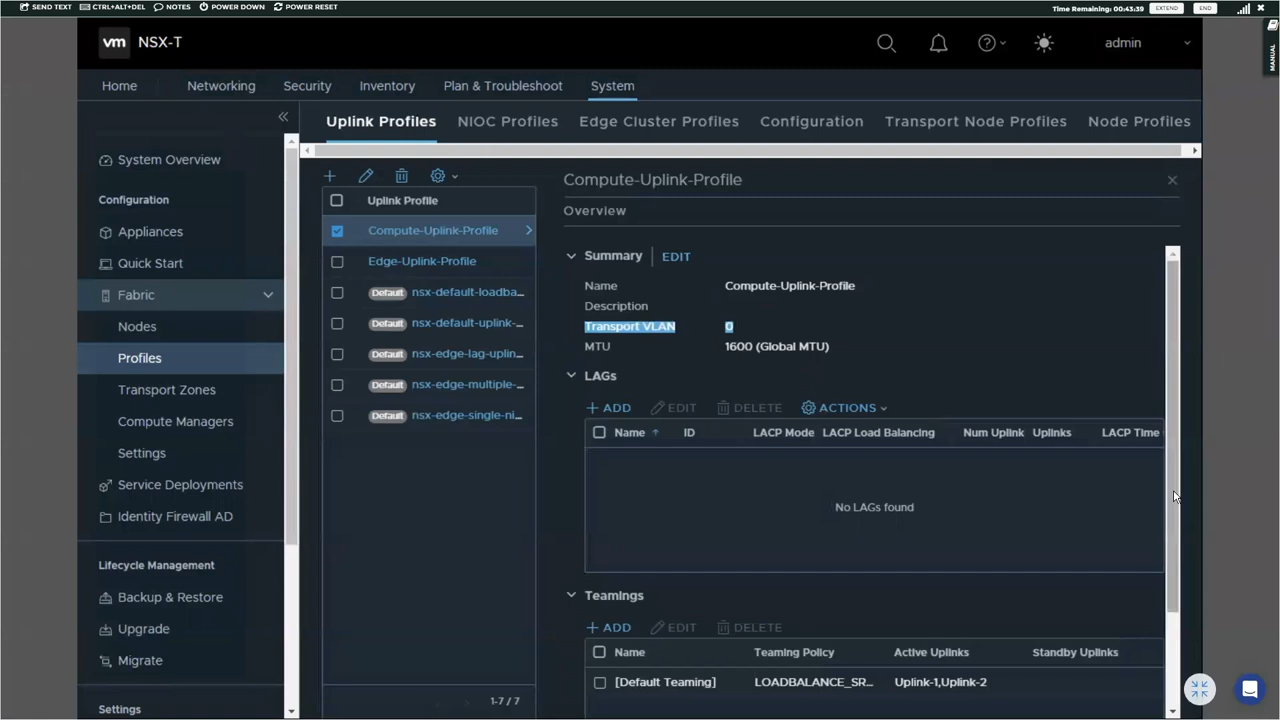 SEND TEXT CTRL+ALT+DEL NOTES POWER DOWN POWER RESET Time Remaining: 00:43:39 EXTEND END
MANUAL
vm NSX-T admin
Home Networking Security Inventory Plan & Troubleshoot System
Uplink Profiles NIOC Profiles Edge Cluster Profiles Configuration Transport Node Profiles Node Profiles
System Overview
Configuration
Appliances
Quick Start
Fabric
Nodes
Profiles
Transport Zones
Compute Managers
Settings
Service Deployments
Identity Firewall AD
Lifecycle Management
Backup & Restore
Upgrade
Migrate
Settings
Uplink Profile
Compute-Uplink-Profile
Edge-Uplink-Profile
Default nsx-default-loadba...
Default nsx-default-uplink-...
Default nsx-edge-lag-uplin...
Default nsx-edge-multiple-...
Default nsx-edge-single-ni...
1-7 / 7
Compute-Uplink-Profile
Overview
Summary EDIT
Name Compute-Uplink-Profile
Description
Transport VLAN 0
MTU 1600 (Global MTU)
LAGs
+ ADD EDIT DELETE ACTIONS
Name ID LACP Mode LACP Load Balancing Num Uplink Uplinks LACP Time
No LAGs found
Teamings
+ ADD EDIT DELETE
Name Teaming Policy Active Uplinks Standby Uplinks
[Default Teaming] LOADBALANCE_SR... Uplink-1,Uplink-2